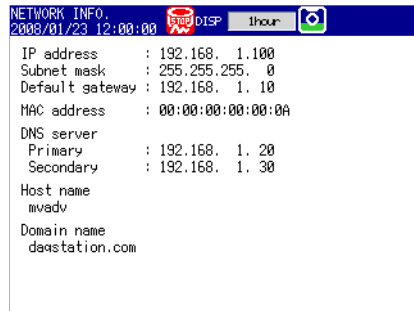 NETWORK INFO.
2008/01/23 12:00:00 STOP DISP 1hour
IP address : 192.168. 1.100
Subnet mask : 255.255.255. 0
Default gateway : 192.168. 1. 10
MAC address : 00:00:00:00:00:0A
DNS server
Primary : 192.168. 1. 20
Secondary : 192.168. 1. 30
Host name
mvadv
Domain name
daqstation.com